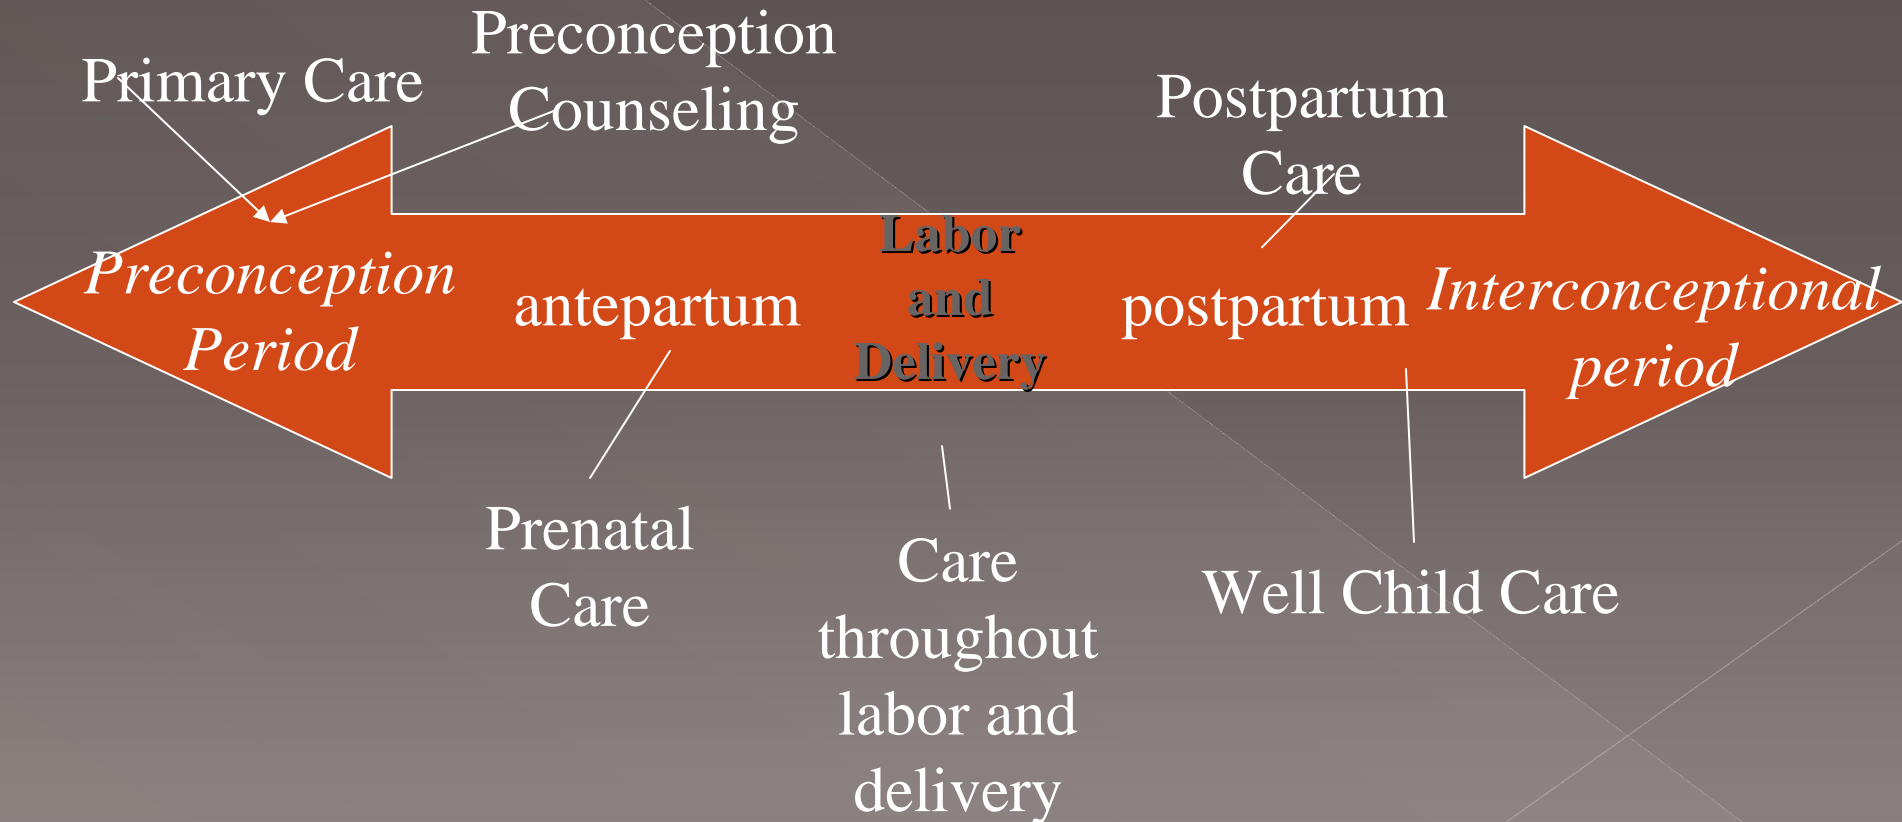 Preconception
Counseling
Primary Care
Postpartum
Care
Preconception
Period
antepartum
Labor
and
Delivery
postpartum
Interconceptional
period
Prenatal
Care
Care
throughout
labor and
delivery
Well Child Care